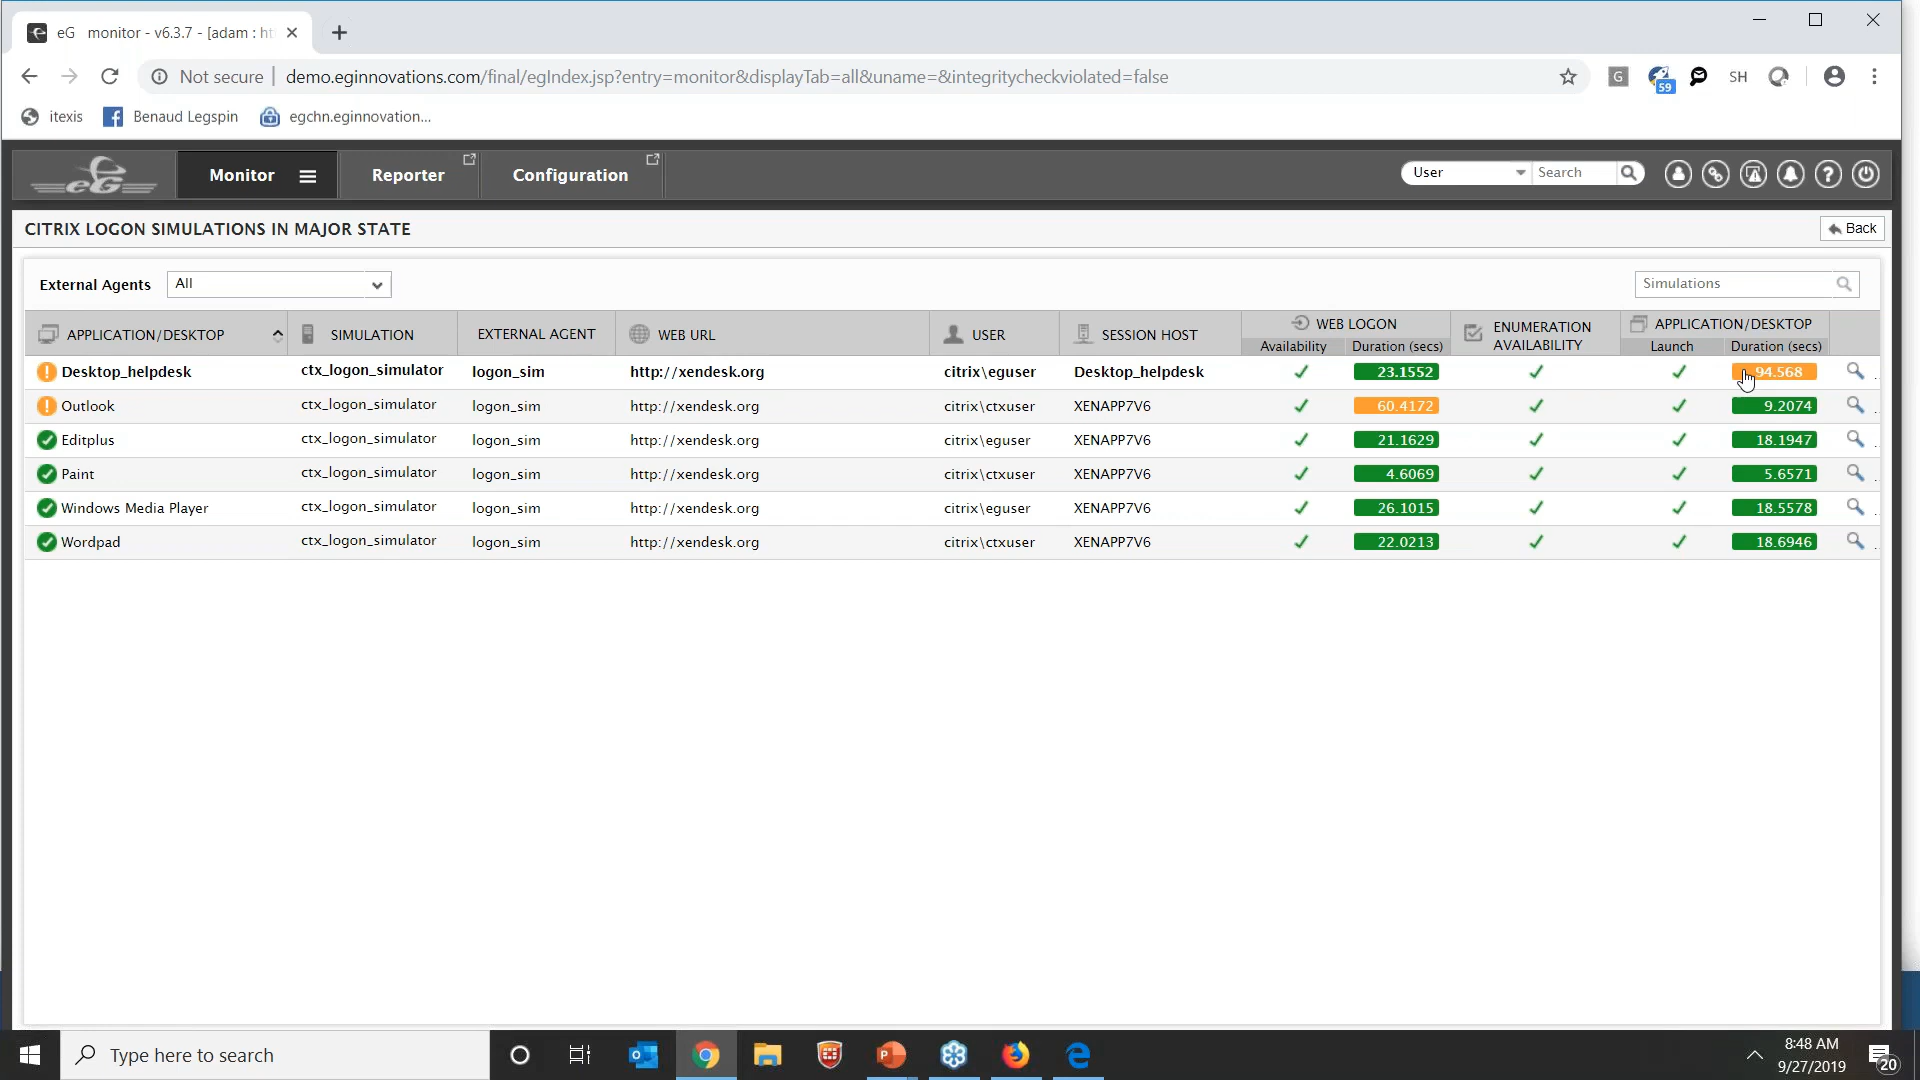 eG monitor - v6.3.7 - [adam : ht
Not secure | demo.eginnovations.com/final/egIndex.jsp?entry=monitor&displayTab=all&uname=&integritycheckviolated=false
G 59 SH
itexis Benaud Legspin egchn.eginnovation...
eG Monitor Reporter Configuration User Search ?
CITRIX LOGON SIMULATIONS IN MAJOR STATE Back
External Agents All Simulations
APPLICATION/DESKTOP SIMULATION EXTERNAL AGENT WEB URL USER SESSION HOST WEB LOGON ENUMERATION AVAILABILITY APPLICATION/DESKTOP
Availability Duration (secs) Launch Duration (secs)
Desktop_helpdesk ctx_logon_simulator logon_sim http://xendesk.org citrix\eguser Desktop_helpdesk 23.1552 94.568
Outlook ctx_logon_simulator logon_sim http://xendesk.org citrix\ctxuser XENAPP7V6 60.4172 9.2074
Editplus ctx_logon_simulator logon_sim http://xendesk.org citrix\eguser XENAPP7V6 21.1629 18.1947
Paint ctx_logon_simulator logon_sim http://xendesk.org citrix\ctxuser XENAPP7V6 4.6069 5.6571
Windows Media Player ctx_logon_simulator logon_sim http://xendesk.org citrix\eguser XENAPP7V6 26.1015 18.5578
Wordpad ctx_logon_simulator logon_sim http://xendesk.org citrix\ctxuser XENAPP7V6 22.0213 18.6946
Type here to search
8:48 AM
9/27/2019
20